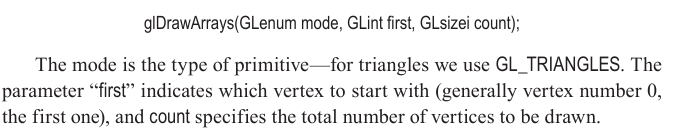 glDrawArrays(GLenum mode, GLint first, GLsizei count);
The mode is the type of primitive—for triangles we use GL_TRIANGLES. The
parameter “first” indicates which vertex to start with (generally vertex number 0,
the first one), and count specifies the total number of vertices to be drawn.